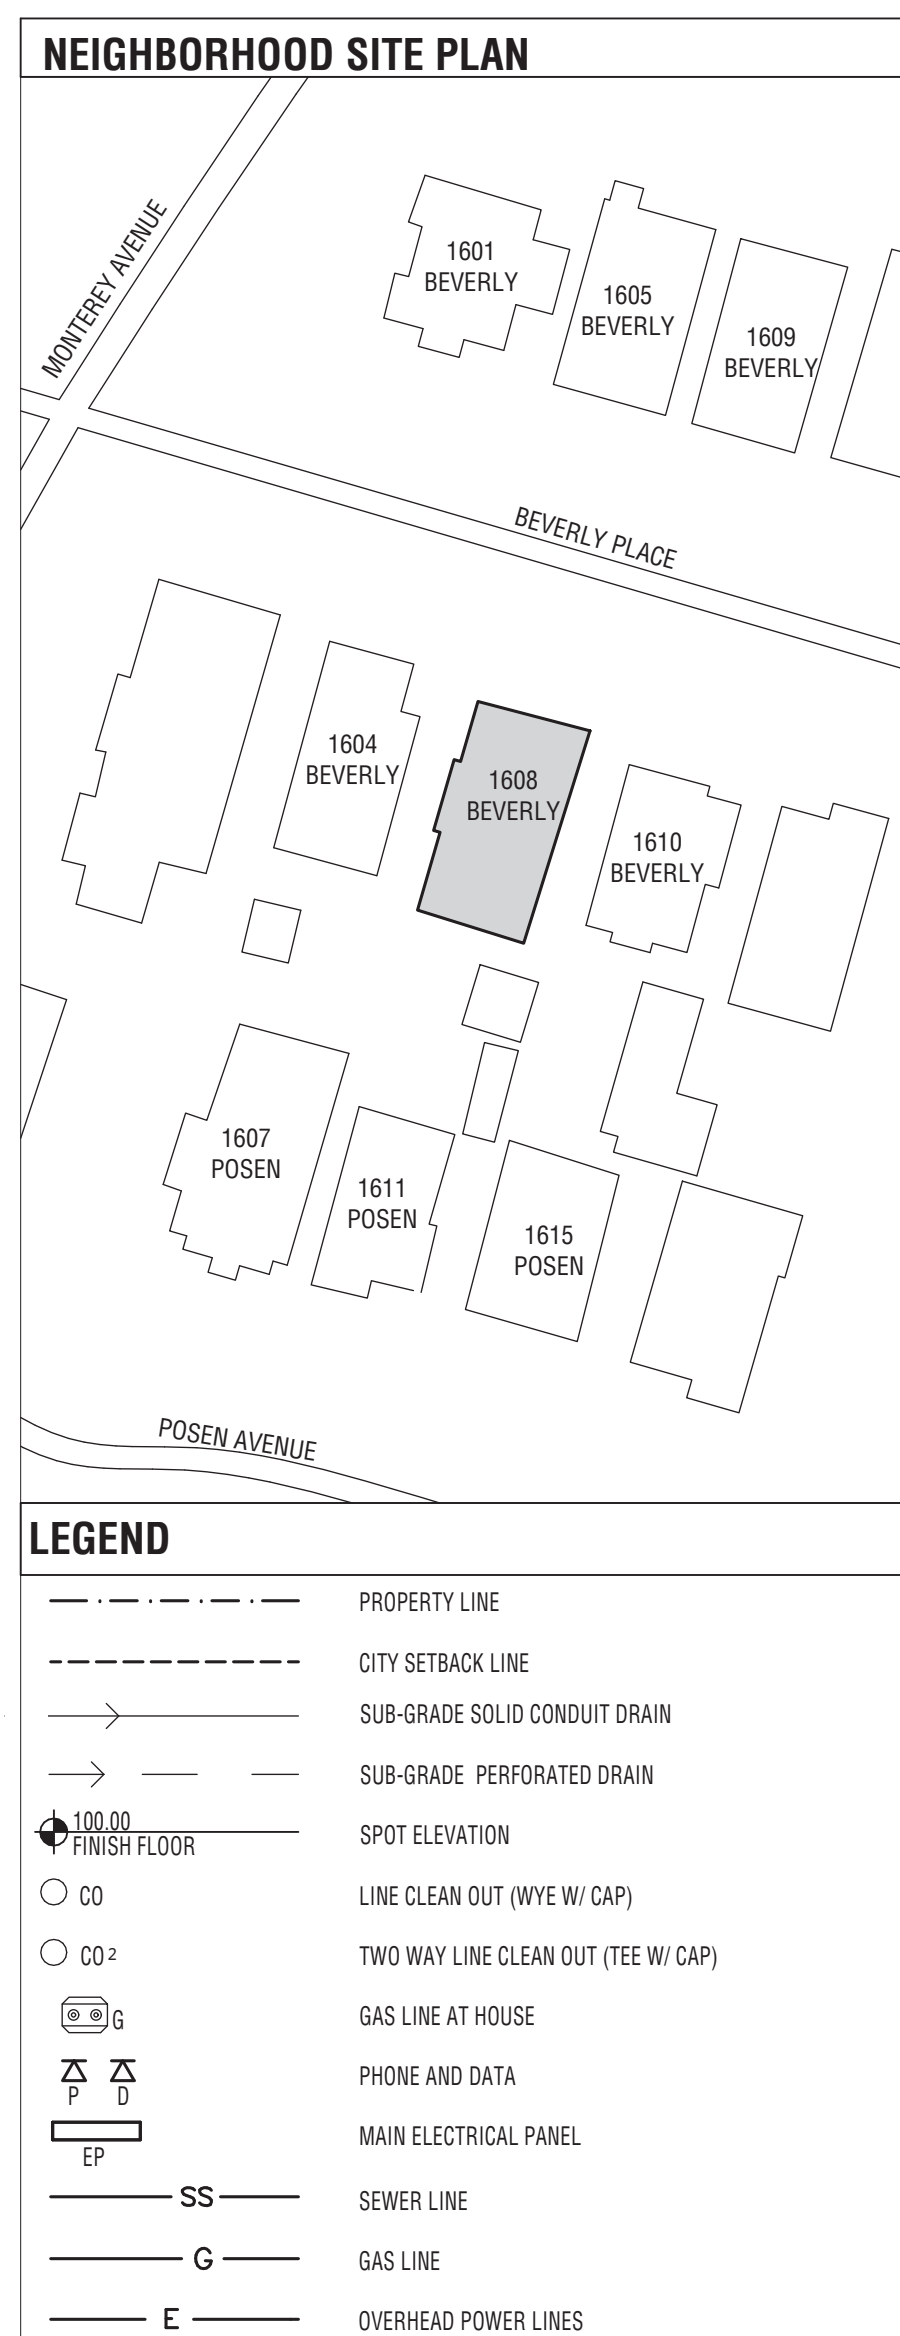 NEIGHBORHOOD SITE PLAN
MONTEREY AVENUE
1601
BEVERLY
1605
BEVERLY
1609
BEVERLY
BEVERLY PLACE
1604
BEVERLY
1608
BEVERLY
1610
BEVERLY
1607
POSEN
1611
POSEN
1615
POSEN
POSEN AVENUE
LEGEND
PROPERTY LINE
CITY SETBACK LINE
SUB-GRADE SOLID CONDUIT DRAIN
SUB-GRADE PERFORATED DRAIN
100.00
FINISH FLOOR
SPOT ELEVATION
CO LINE CLEAN OUT (WYE W/ CAP)
CO 2 TWO WAY LINE CLEAN OUT (TEE W/ CAP)
G GAS LINE AT HOUSE
P D PHONE AND DATA
EP MAIN ELECTRICAL PANEL
SS SEWER LINE
G GAS LINE
E OVERHEAD POWER LINES